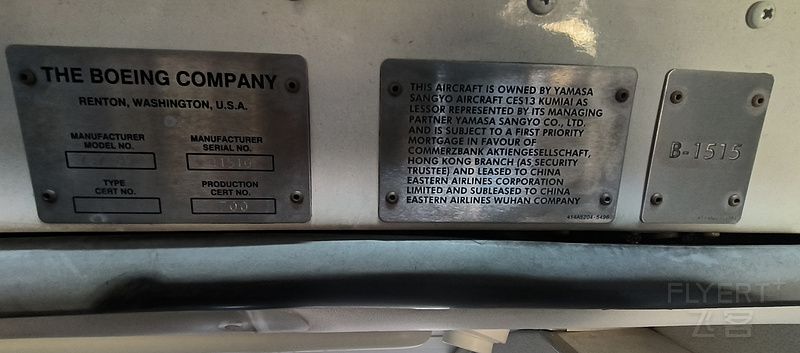 THE BOEING COMPANY
RENTON, WASHINGTON, U.S.A.
MANUFACTURER
MODEL NO.
MANUFACTURER
SERIAL NO.
TYPE
CERT NO.
PRODUCTION
CERT NO.
THIS AIRCRAFT IS OWNED BY YAMASA
SANGYO AIRCRAFT CES13 KUMIAI AS
LESSOR REPRESENTED BY ITS MANAGING
PARTNER YAMASA SANGYO CO., LTD.
AND IS SUBJECT TO A FIRST PRIORITY
MORTGAGE IN FAVOUR OF
COMMERZBANK AKTIENGESELLSCHAFT,
HONG KONG BRANCH (AS SECURITY
TRUSTEE) AND LEASED TO CHINA
EASTERN AIRLINES CORPORATION
LIMITED AND SUBLEASED TO CHINA
EASTERN AIRLINES WUHAN COMPANY
B-1515
FLYERT+
飞客